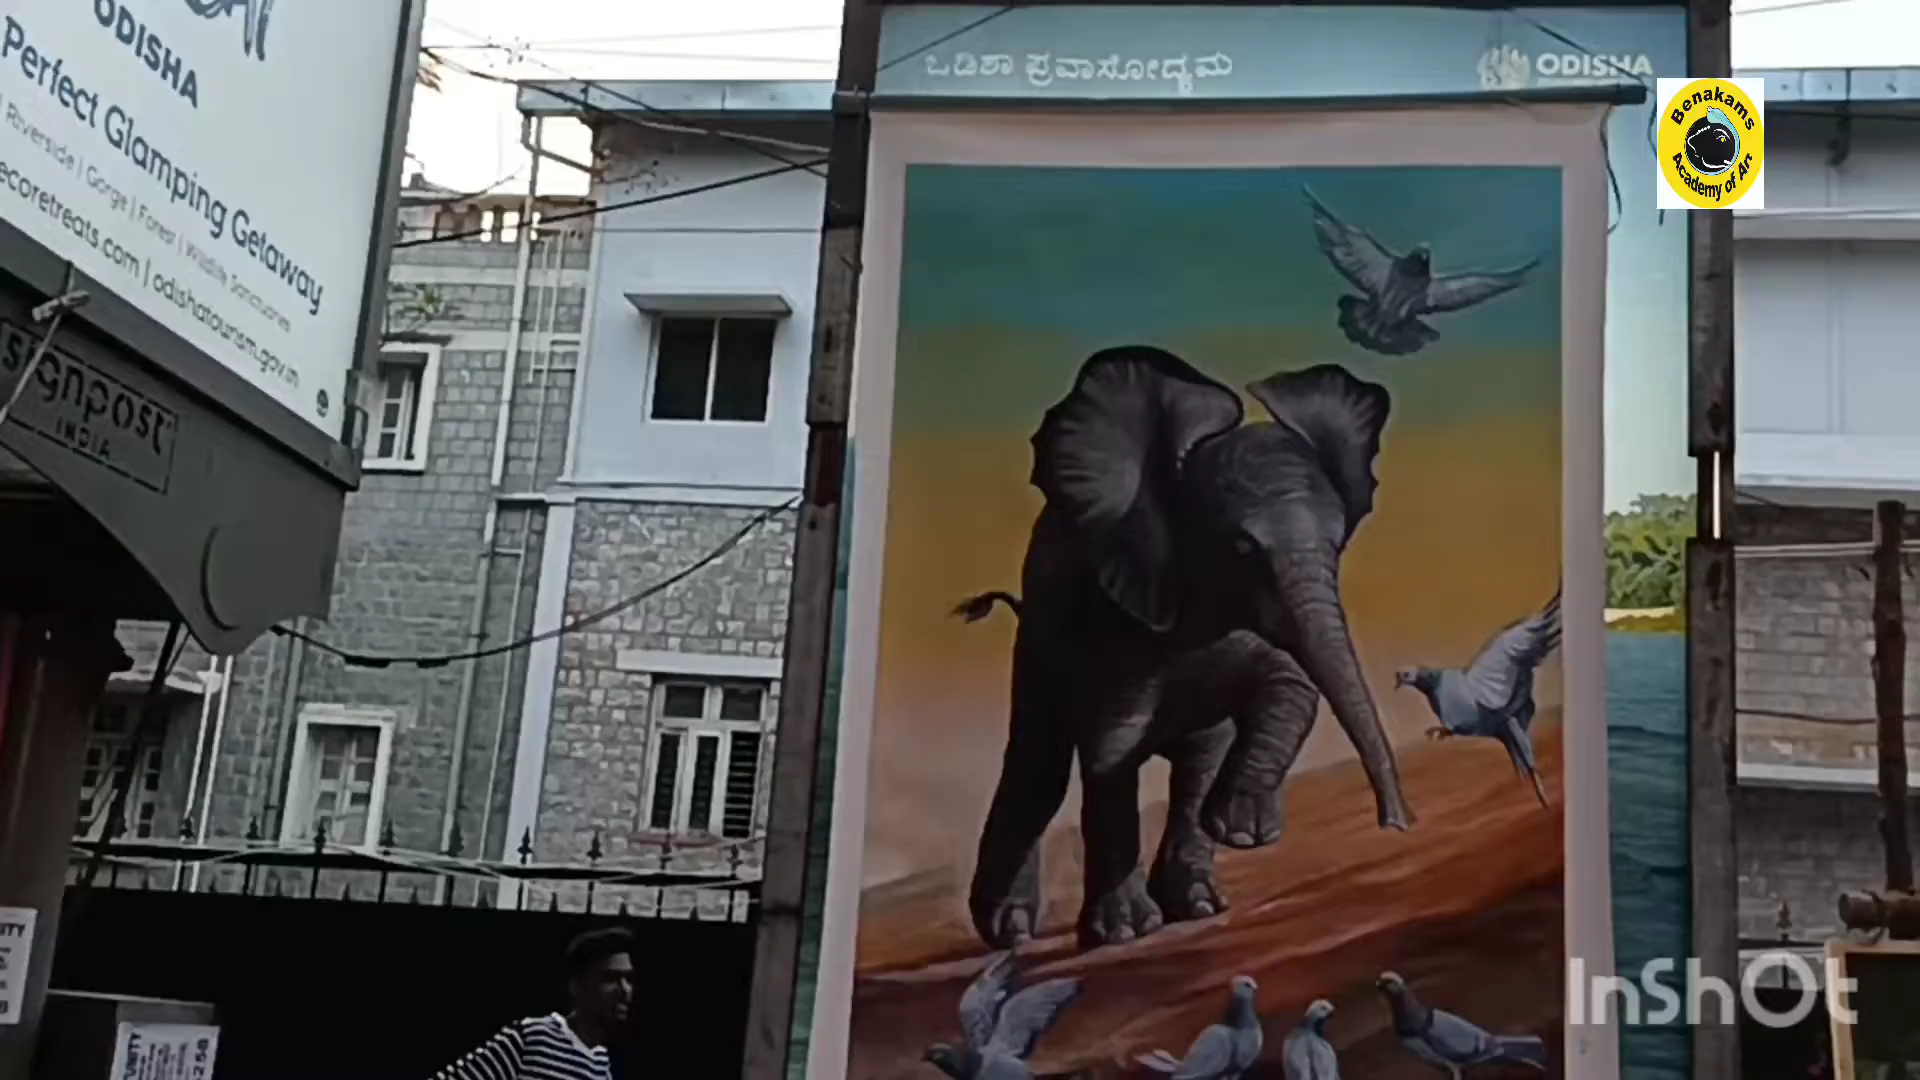 ODISHA
Perfect Glamping Getaway
Riverside | Gorge | Forest | Wildlife Sanctuaries
ecoretreats.com | odishatourism.gov.in
signpost
INDIA
ಒಡಿಶಾ ಪ್ರವಾಸೋದ್ಯಮ
ODISHA
Benakams
Academy of Art
InShOt